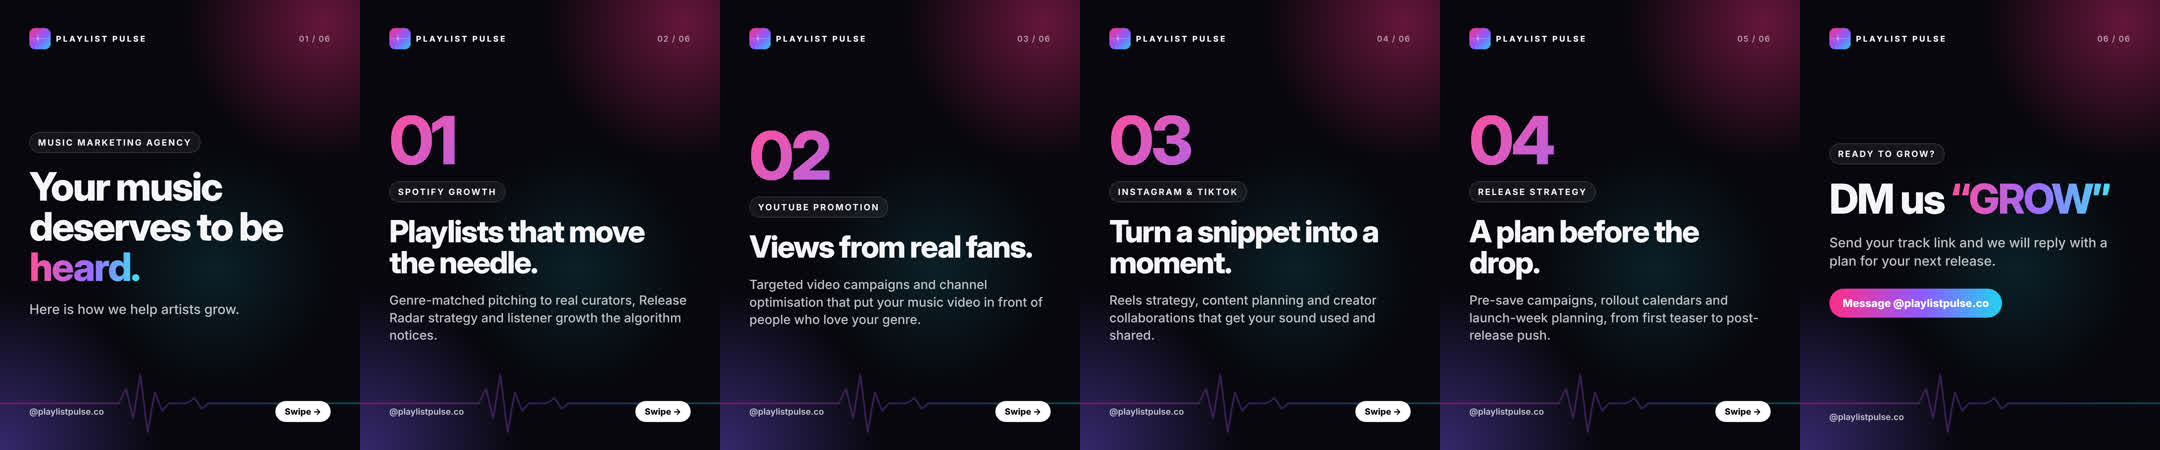 PLAYLIST PULSE
01 / 06
MUSIC MARKETING AGENCY
Your music
deserves to be
heard.
Here is how we help artists grow.
@playlistpulse.co
Swipe →
PLAYLIST PULSE
02 / 06
01
SPOTIFY GROWTH
Playlists that move
the needle.
Genre-matched pitching to real curators, Release
Radar strategy and listener growth the algorithm
notices.
@playlistpulse.co
Swipe →
PLAYLIST PULSE
03 / 06
02
YOUTUBE PROMOTION
Views from real fans.
Targeted video campaigns and channel
optimisation that put your music video in front of
people who love your genre.
@playlistpulse.co
Swipe →
PLAYLIST PULSE
04 / 06
03
INSTAGRAM & TIKTOK
Turn a snippet into a
moment.
Reels strategy, content planning and creator
collaborations that get your sound used and
shared.
@playlistpulse.co
Swipe →
PLAYLIST PULSE
05 / 06
04
RELEASE STRATEGY
A plan before the
drop.
Pre-save campaigns, rollout calendars and
launch-week planning, from first teaser to post-
release push.
@playlistpulse.co
Swipe →
PLAYLIST PULSE
06 / 06
READY TO GROW?
DM us “GROW”
Send your track link and we will reply with a
plan for your next release.
Message @playlistpulse.co
@playlistpulse.co